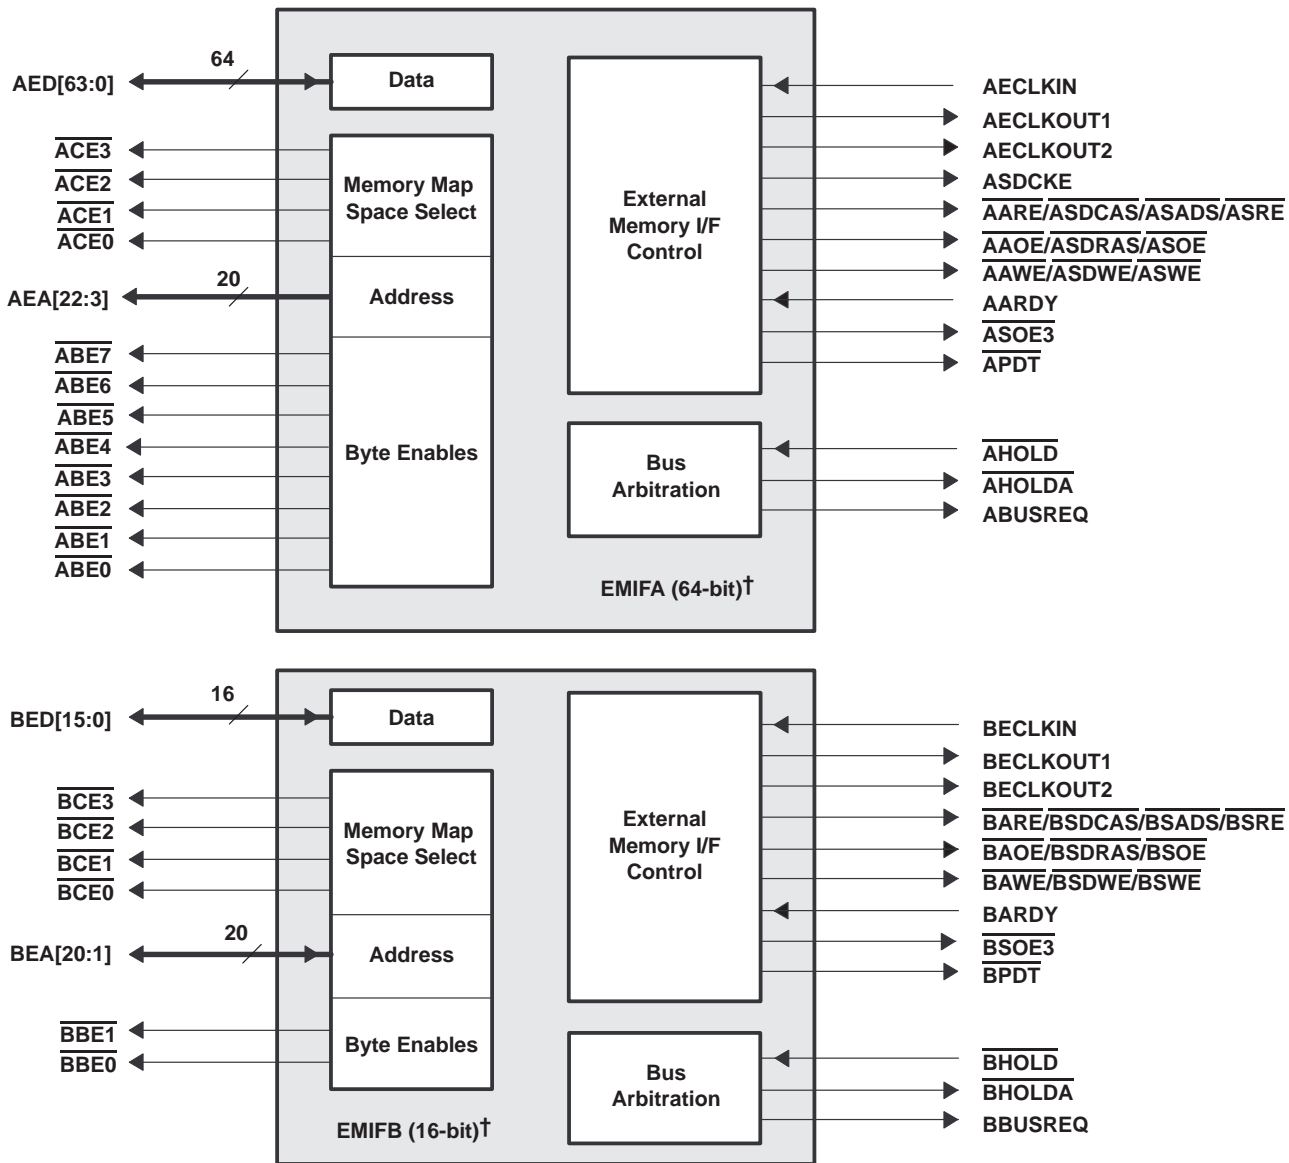 64
AED[63:0]
Data
ACE3
ACE2
ACE1
ACE0
Memory Map
Space Select
20
AEA[22:3]
Address
ABE7
ABE6
ABE5
ABE4
ABE3
ABE2
ABE1
ABE0
Byte Enables
External
Memory I/F
Control
AECLKIN
AECLKOUT1
AECLKOUT2
ASDCKE
AARE/ASDCAS/ASADS/ASRE
AAOE/ASDRAS/ASOE
AAWE/ASDWE/ASWE
AARDY
ASOE3
APDT
Bus
Arbitration
AHOLD
AHOLDA
ABUSREQ
EMIFA (64-bit)†
16
BED[15:0]
Data
BCE3
BCE2
BCE1
BCE0
Memory Map
Space Select
20
BEA[20:1]
Address
BBE1
BBE0
Byte Enables
External
Memory I/F
Control
BECLKIN
BECLKOUT1
BECLKOUT2
BARE/BSDCAS/BSADS/BSRE
BAOE/BSDRAS/BSOE
BAWE/BSDWE/BSWE
BARDY
BSOE3
BPDT
Bus
Arbitration
BHOLD
BHOLDA
BBUSREQ
EMIFB (16-bit)†